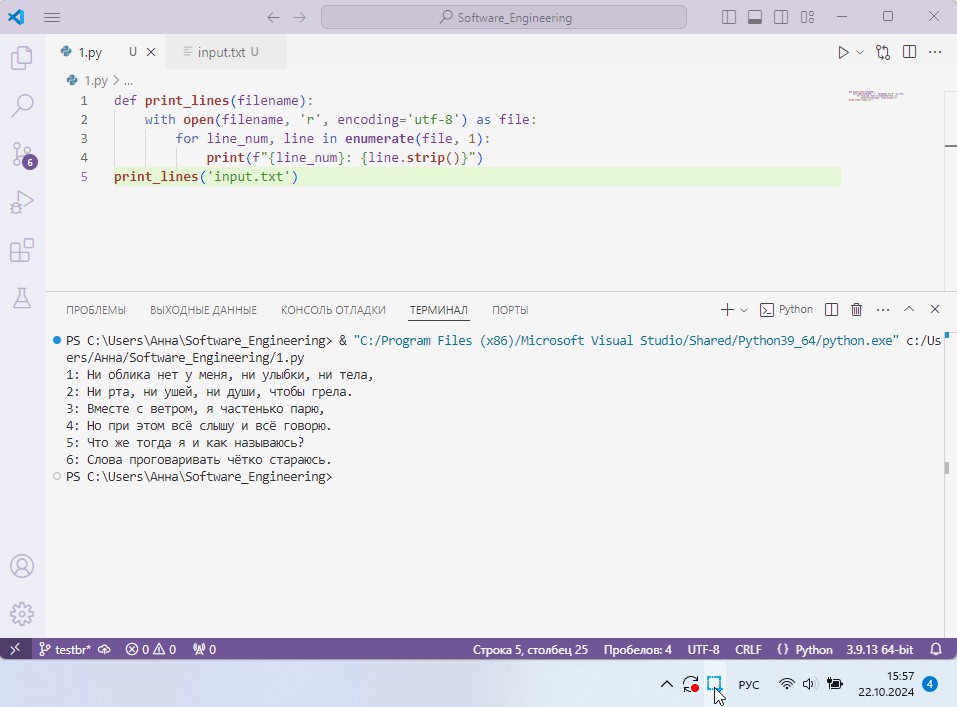 Software_Engineering
1.py U
input.txt U
1.py > ...
1 def print_lines(filename):
2 with open(filename, 'r', encoding='utf-8') as file:
3 for line_num, line in enumerate(file, 1):
4 print(f"{line_num}: {line.strip()}")
5 print_lines('input.txt')
ПРОБЛЕМЫ ВЫХОДНЫЕ ДАННЫЕ КОНСОЛЬ ОТЛАДКИ ТЕРМИНАЛ ПОРТЫ Python
PS C:\Users\Анна\Software_Engineering> & "C:/Program Files (x86)/Microsoft Visual Studio/Shared/Python39_64/python.exe" c:/Us
ers/Анна/Software_Engineering/1.py
1: Ни облика нет у меня, ни улыбки, ни тела,
2: Ни рта, ни ушей, ни души, чтобы грела.
3: Вместе с ветром, я частенько парю,
4: Но при этом всё слышу и всё говорю.
5: Что же тогда я и как называюсь?
6: Слова проговаривать чётко стараюсь.
PS C:\Users\Анна\Software_Engineering>
6
testbr* 0 0 0 Строка 5, столбец 25 Пробелов: 4 UTF-8 CRLF {} Python 3.9.13 64-bit
РУС 15:57
22.10.2024 4